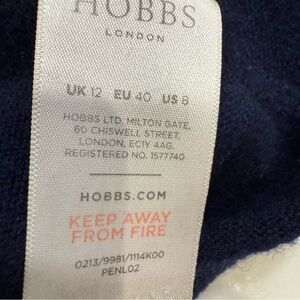 HOBBS
LONDON
UK 12 EU 40 US 8
HOBBS LTD, MILTON GATE,
60 CHISWELL STREET,
LONDON, EC1Y 4AG.
REGISTERED NO. 1577740
HOBBS.COM
KEEP AWAY
FROM FIRE
0213/9981/1114K00
PENL02